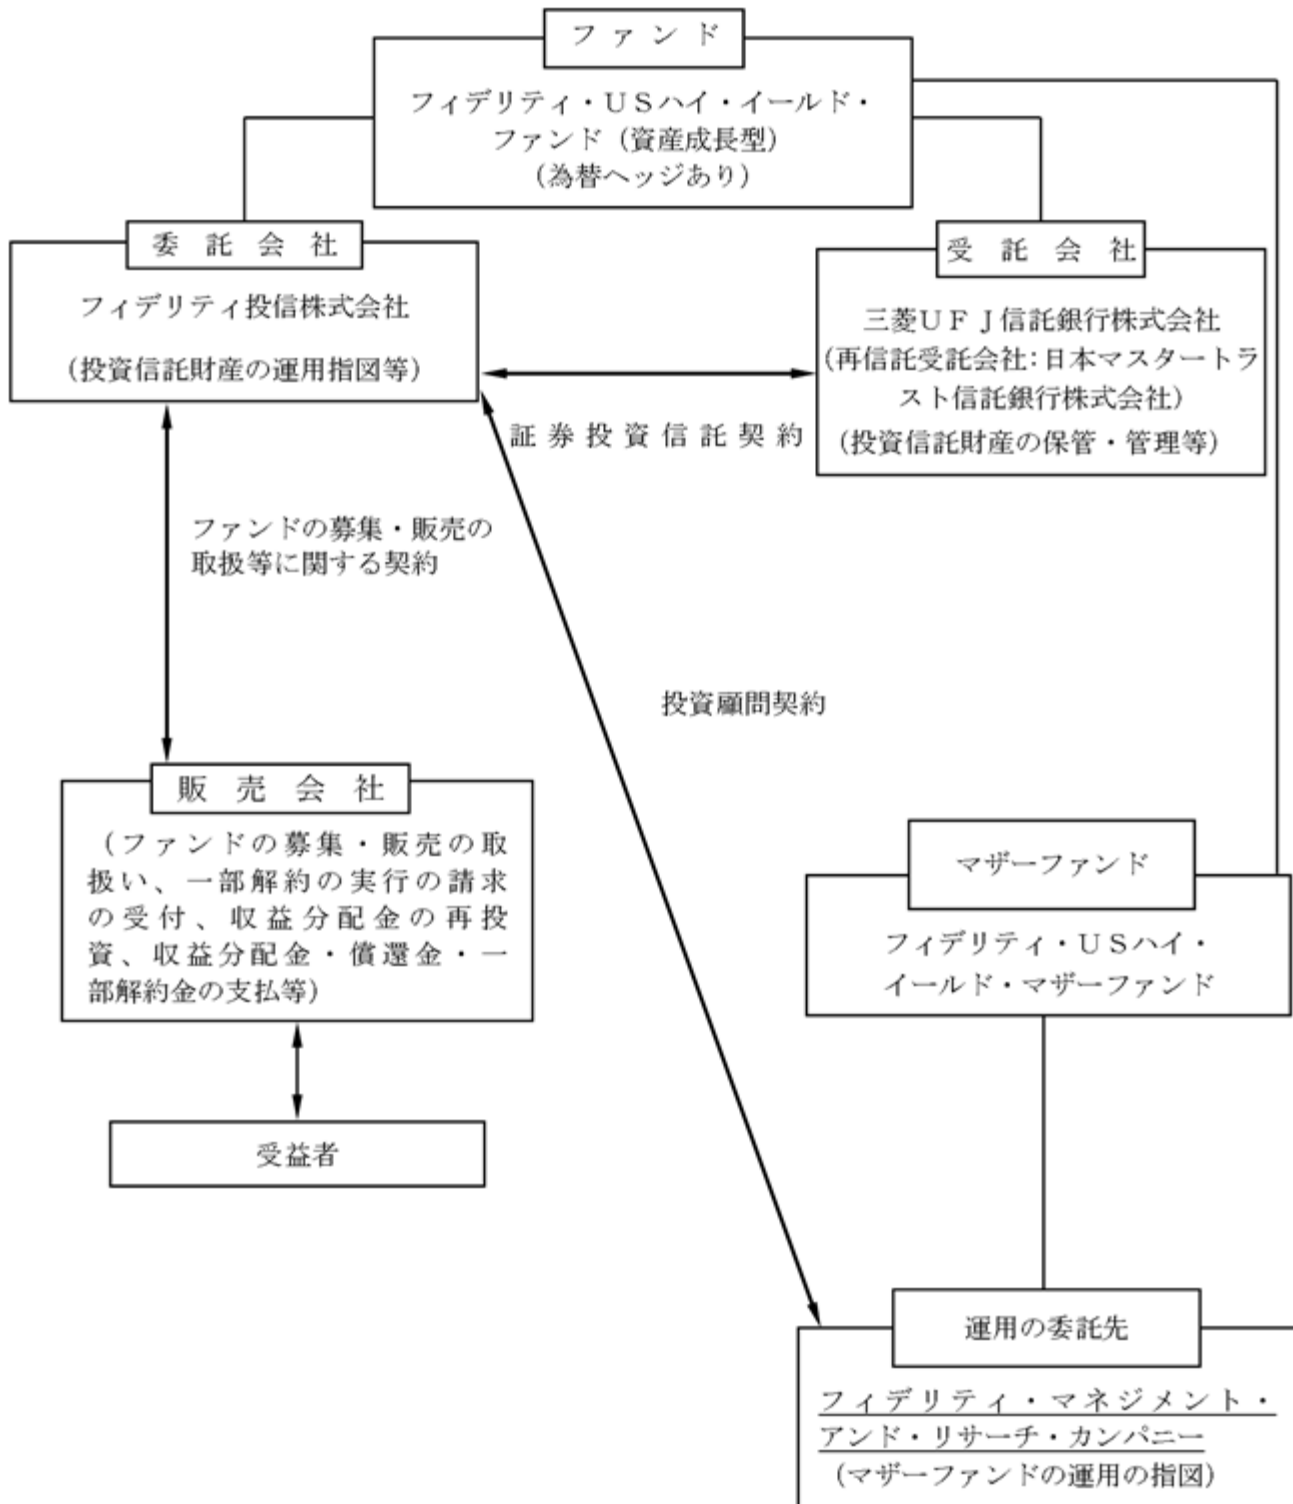 ファンド
フィデリティ・ＵＳハイ・イールド・
ファンド（資産成長型）
（為替ヘッジあり）
委託会社
フィデリティ投信株式会社
（投資信託財産の運用指図等）
受託会社
三菱ＵＦＪ信託銀行株式会社
（再信託受託会社：日本マスタートラ
スト信託銀行株式会社）
（投資信託財産の保管・管理等）
証券投資信託契約
ファンドの募集・販売の
取扱等に関する契約
投資顧問契約
販売会社
（ファンドの募集・販売の取
扱い、一部解約の実行の請求
の受付、収益分配金の再投
資、収益分配金・償還金・一
部解約金の支払等）
受益者
マザーファンド
フィデリティ・ＵＳハイ・
イールド・マザーファンド
運用の委託先
フィデリティ・マネジメント・
アンド・リサーチ・カンパニー
（マザーファンドの運用の指図）